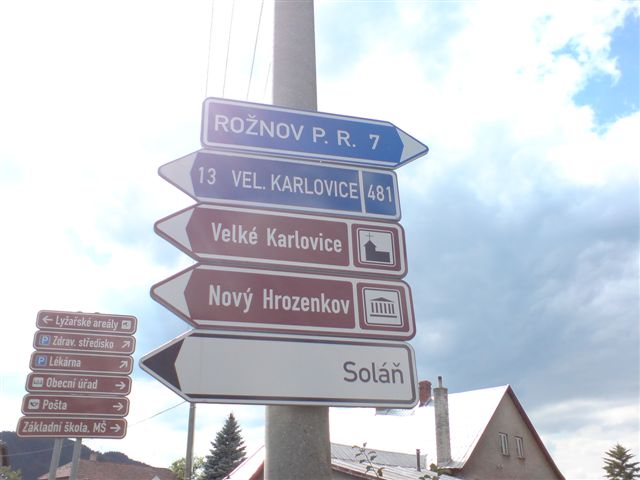 ROŽNOV P. R. 7
13 VEL. KARLOVICE 481
Velké Karlovice
Nový Hrozenkov
Soláň
Lyžařské areály
P Zdrav. středisko
P Lékárna
Obecní úřad
Pošta
Základní škola, MŠ